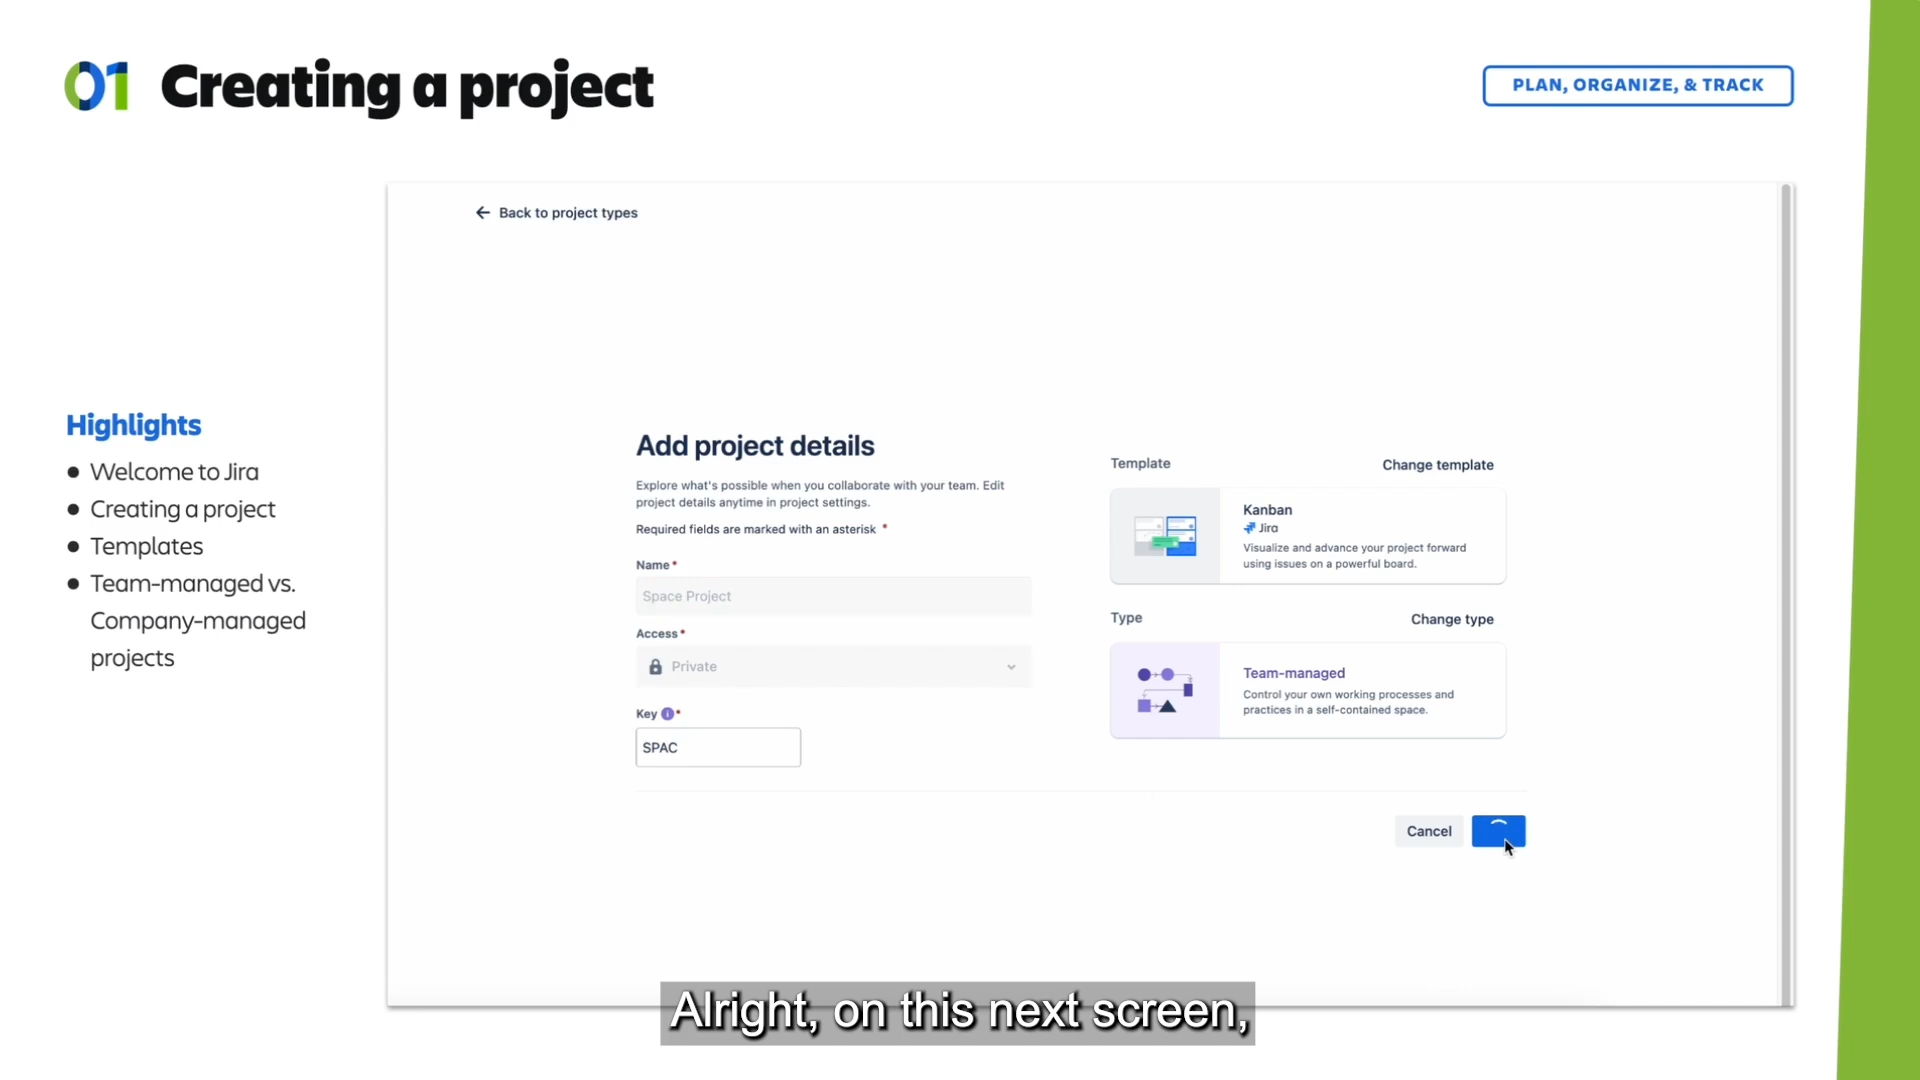 01 Creating a project
PLAN, ORGANIZE, & TRACK
Highlights
• Welcome to Jira
• Creating a project
• Templates
• Team-managed vs.
Company-managed
projects
← Back to project types
Add project details
Explore what's possible when you collaborate with your team. Edit
project details anytime in project settings.
Required fields are marked with an asterisk *
Name *
Space Project
Access *
Private
Key *
SPAC
Template
Change template
Kanban
Jira
Visualize and advance your project forward
using issues on a powerful board.
Type
Change type
Team-managed
Control your own working processes and
practices in a self-contained space.
Cancel
Alright, on this next screen,